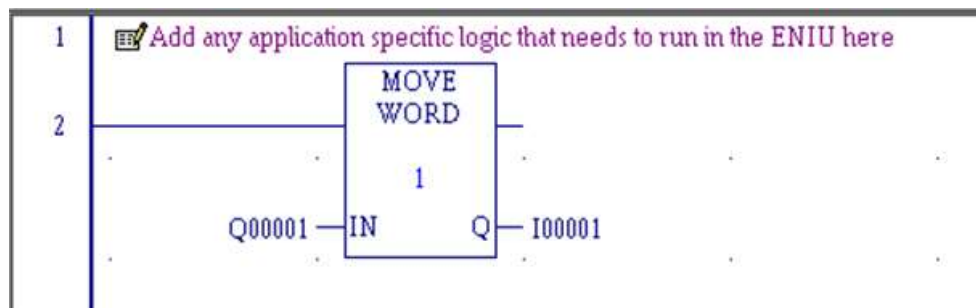 1 Add any application specific logic that needs to run in the ENIU here
MOVE
2 WORD
1
Q00001 IN Q I00001